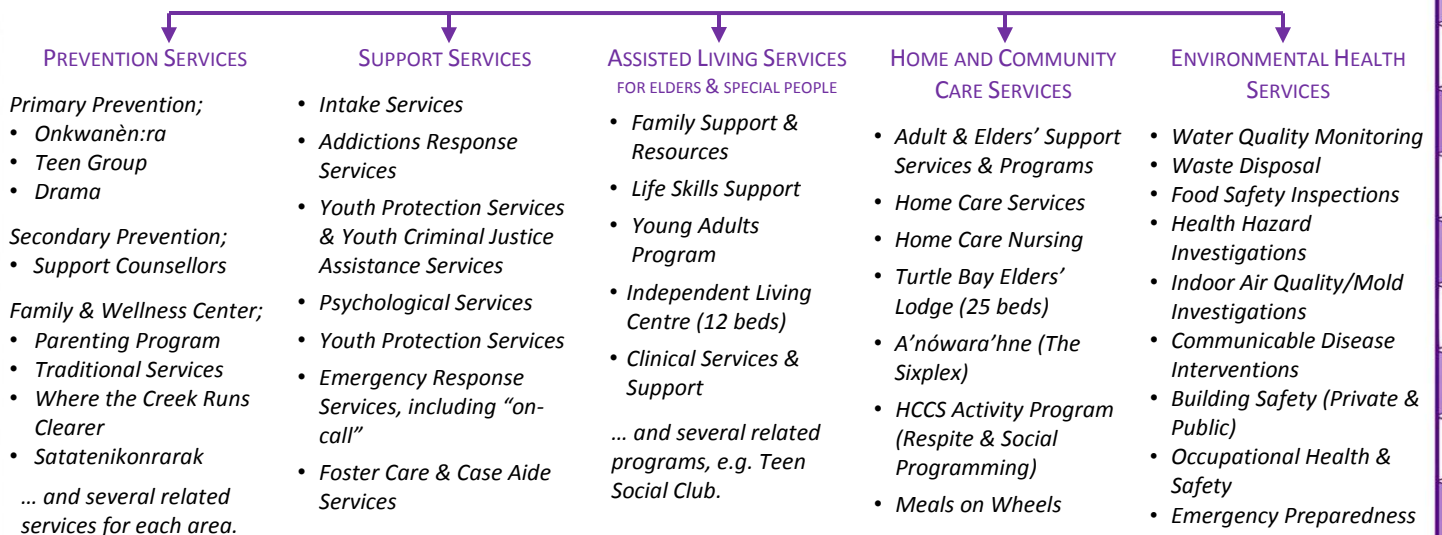 PREVENTION SERVICES
Primary Prevention;
• Onkwanèn:ra
• Teen Group
• Drama
Secondary Prevention;
• Support Counsellors
Family & Wellness Center;
• Parenting Program
• Traditional Services
• Where the Creek Runs
Clearer
• Satatenikonrarak
… and several related
services for each area.
SUPPORT SERVICES
• Intake Services
• Addictions Response
Services
• Youth Protection Services
& Youth Criminal Justice
Assistance Services
• Psychological Services
• Youth Protection Services
• Emergency Response
Services, including “on-
call”
• Foster Care & Case Aide
Services
ASSISTED LIVING SERVICES
FOR ELDERS & SPECIAL PEOPLE
• Family Support &
Resources
• Life Skills Support
• Young Adults
Program
• Independent Living
Centre (12 beds)
• Clinical Services &
Support
… and several related
programs, e.g. Teen
Social Club.
HOME AND COMMUNITY
CARE SERVICES
• Adult & Elders’ Support
Services & Programs
• Home Care Services
• Home Care Nursing
• Turtle Bay Elders’
Lodge (25 beds)
• A’nówara’hne (The
Sixplex)
• HCCS Activity Program
(Respite & Social
Programming)
• Meals on Wheels
ENVIRONMENTAL HEALTH
SERVICES
• Water Quality Monitoring
• Waste Disposal
• Food Safety Inspections
• Health Hazard
Investigations
• Indoor Air Quality/Mold
Investigations
• Communicable Disease
Interventions
• Building Safety (Private &
Public)
• Occupational Health &
Safety
• Emergency Preparedness